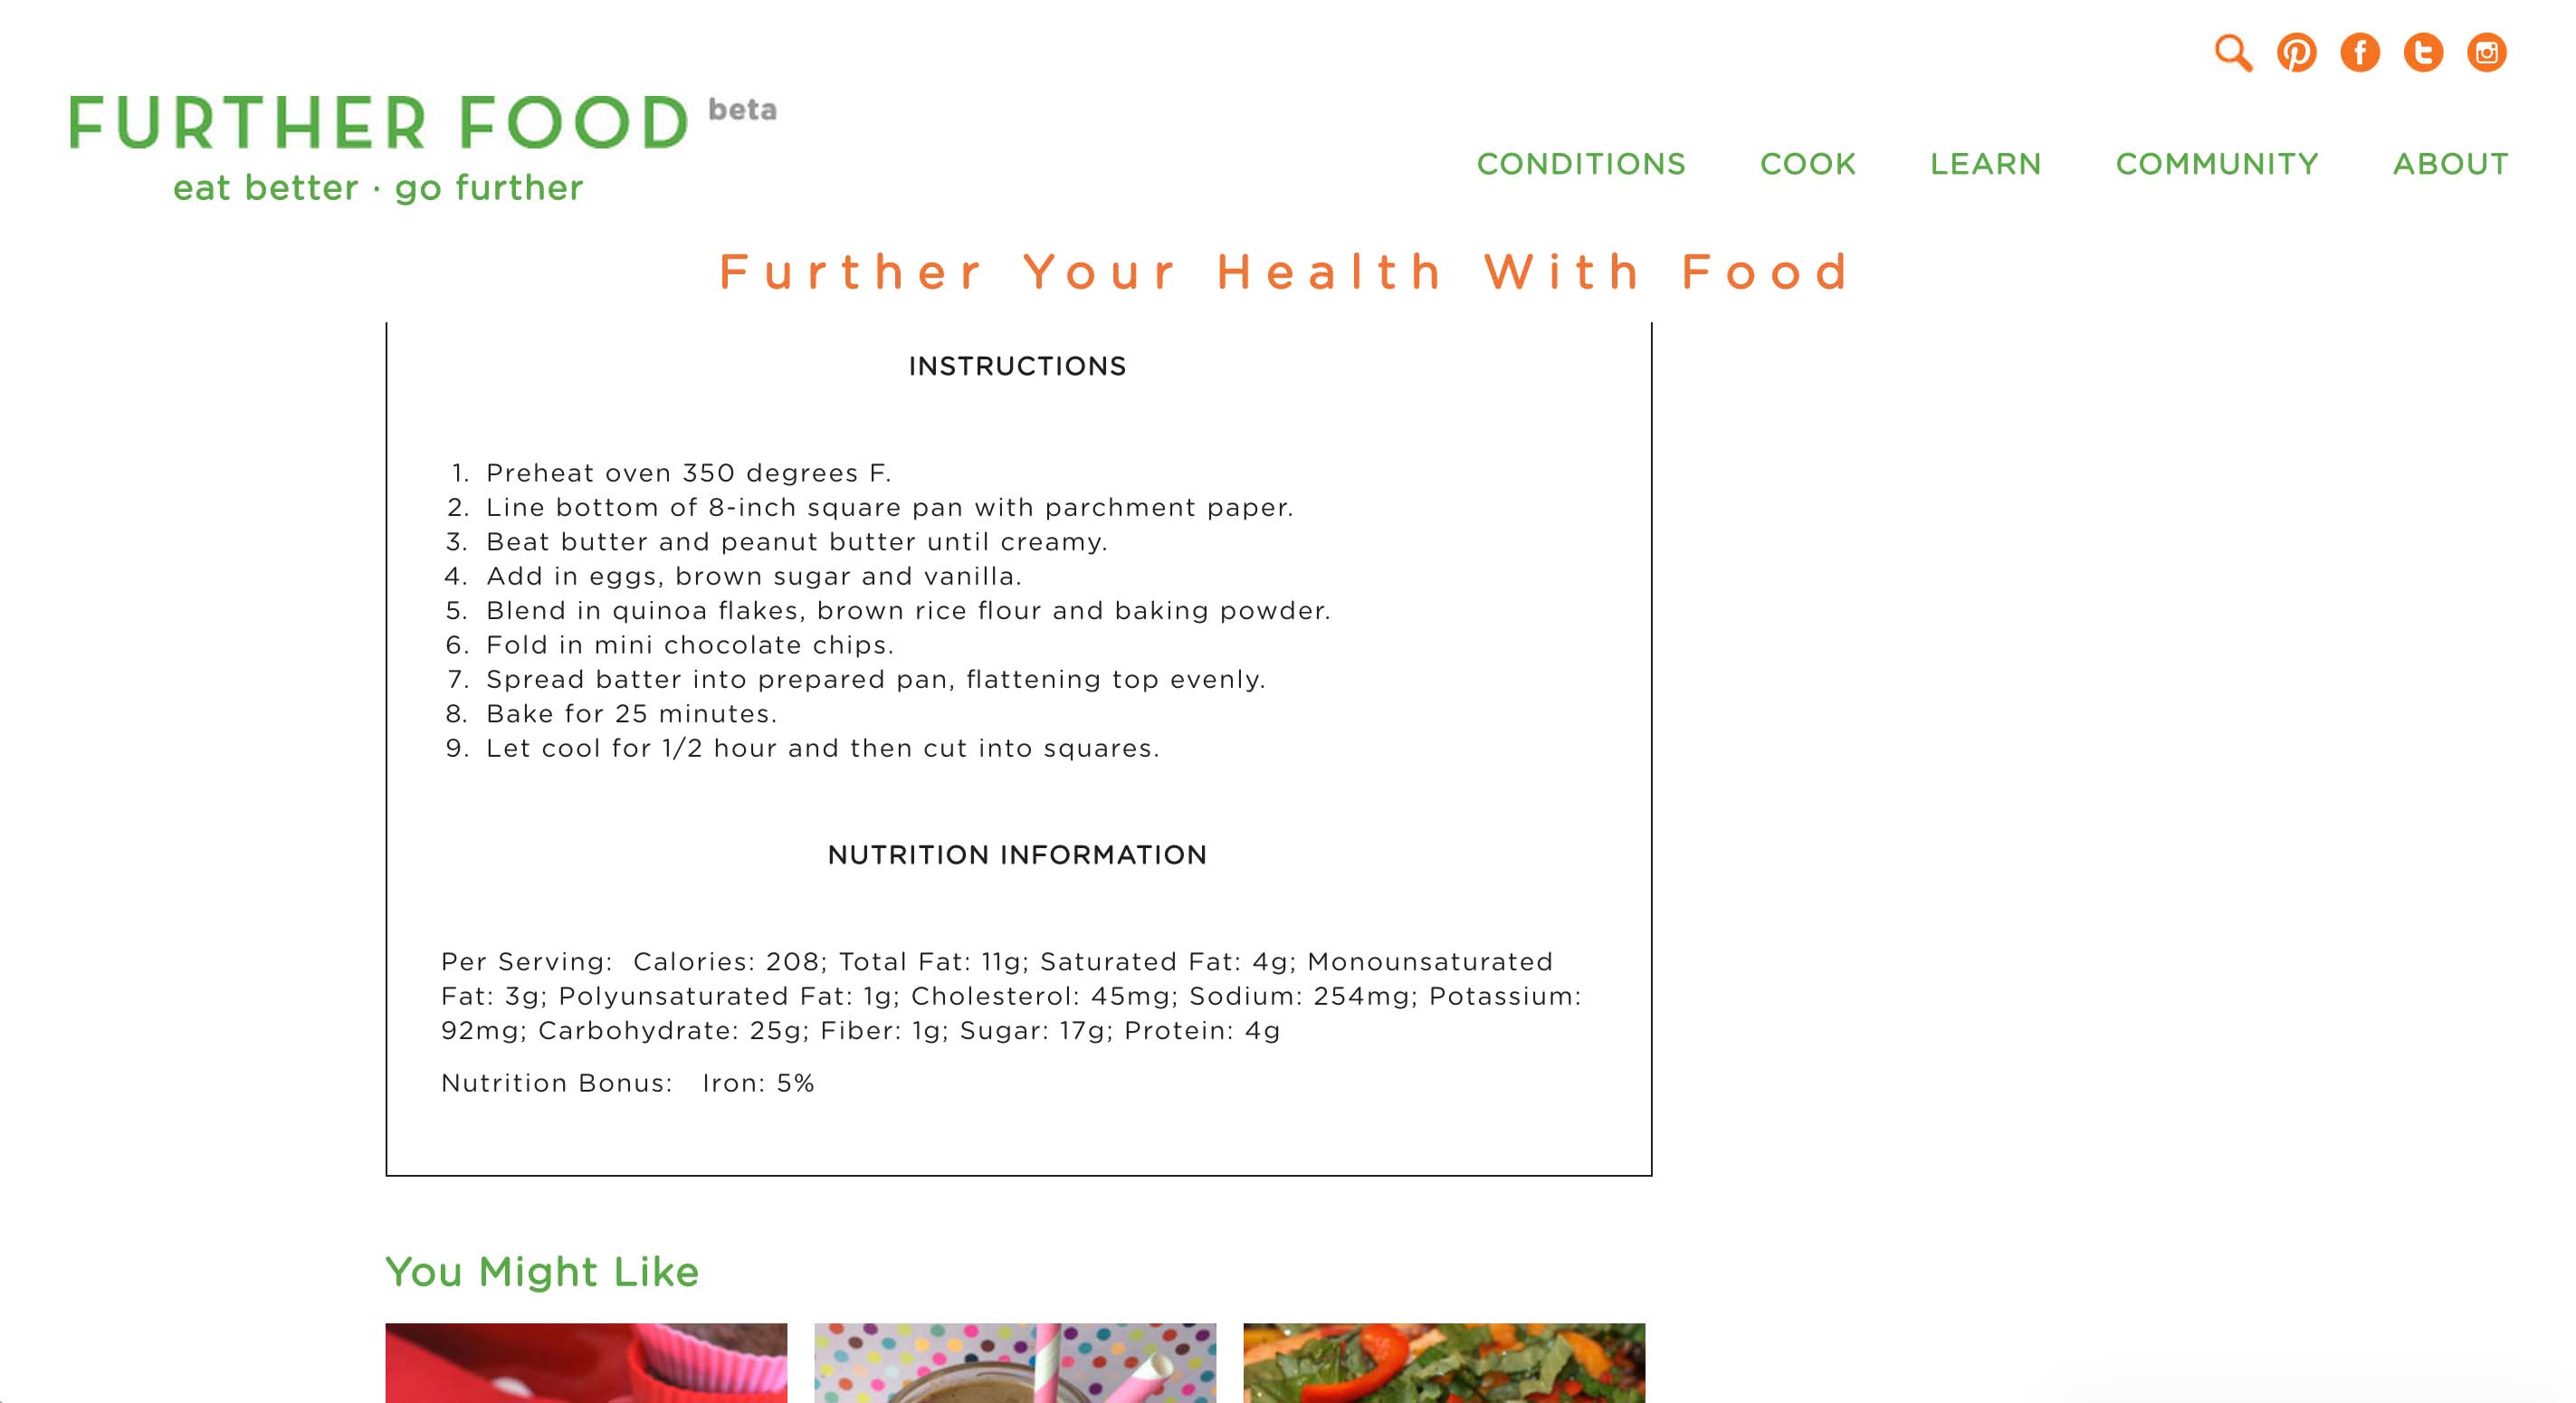 FURTHER FOOD beta
eat better · go further
CONDITIONS COOK LEARN COMMUNITY ABOUT
Further Your Health With Food
INSTRUCTIONS
1. Preheat oven 350 degrees F.
2. Line bottom of 8-inch square pan with parchment paper.
3. Beat butter and peanut butter until creamy.
4. Add in eggs, brown sugar and vanilla.
5. Blend in quinoa flakes, brown rice flour and baking powder.
6. Fold in mini chocolate chips.
7. Spread batter into prepared pan, flattening top evenly.
8. Bake for 25 minutes.
9. Let cool for 1/2 hour and then cut into squares.
NUTRITION INFORMATION
Per Serving: Calories: 208; Total Fat: 11g; Saturated Fat: 4g; Monounsaturated
Fat: 3g; Polyunsaturated Fat: 1g; Cholesterol: 45mg; Sodium: 254mg; Potassium:
92mg; Carbohydrate: 25g; Fiber: 1g; Sugar: 17g; Protein: 4g
Nutrition Bonus: Iron: 5%
You Might Like